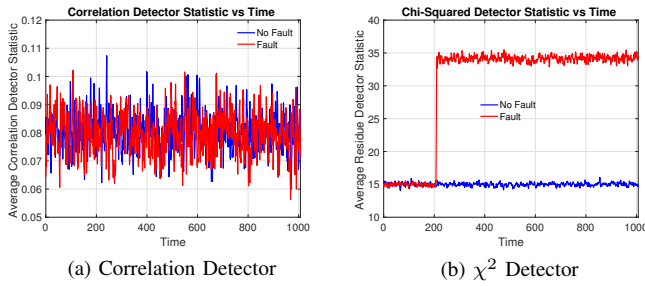 Correlation Detector Statistic vs Time
Average Correlation Detector Statistic
0.12
0.11
0.1
0.09
0.08
0.07
0.06
0.05
No Fault
Fault
0 200 400 600 800 1000
Time
(a) Correlation Detector
Chi-Squared Detector Statistic vs Time
Average Residue Detector Statistic
40
35
30
25
20
15
10
No Fault
Fault
0 200 400 600 800 1000
Time
(b) χ² Detector